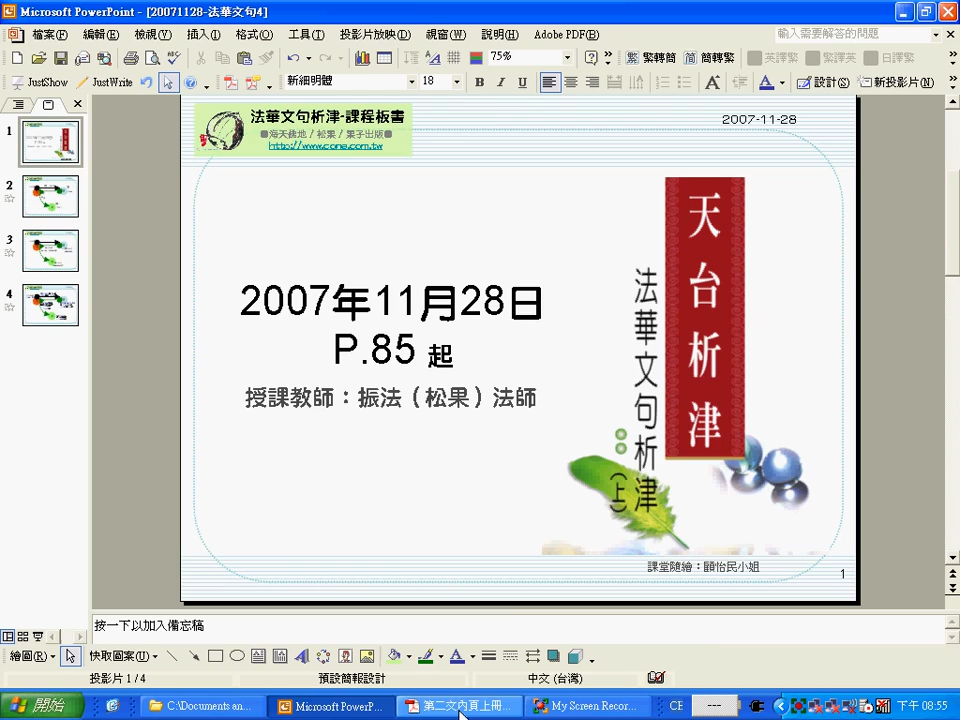 Microsoft PowerPoint - [20071128-法華文句4]
檔案(F) 編輯(E) 檢視(V) 插入(I) 格式(O) 工具(T) 投影片放映(D) 視窗(W) 說明(H) Adobe PDF(B) 輸入需要解答的問題
75% 繁 繁轉簡 簡 簡轉繁 英譯繁 繁譯英 日譯繁
JustShow JustWrite 新細明體 18 B I U A A 設計(S) 新投影片(N)
1
2
3
4
法華文句析津-課程板書
■海天佛地 / 松果 / 果子出版■
http://www.cone.com.tw
2007-11-28
2007年11月28日
P.85 起
授課教師：振法（松果）法師
天台析津
法華文句析津(上)
課堂隨繪：顧怡民小姐
1
按一下以加入備忘稿
繪圖(R) 快取圖案(U)
投影片 1 / 4 預設簡報設計 中文 (台灣)
開始 C:\Documents an... Microsoft PowerP... 第二文內頁上冊... My Screen Recor... CE --- 下午 08:55